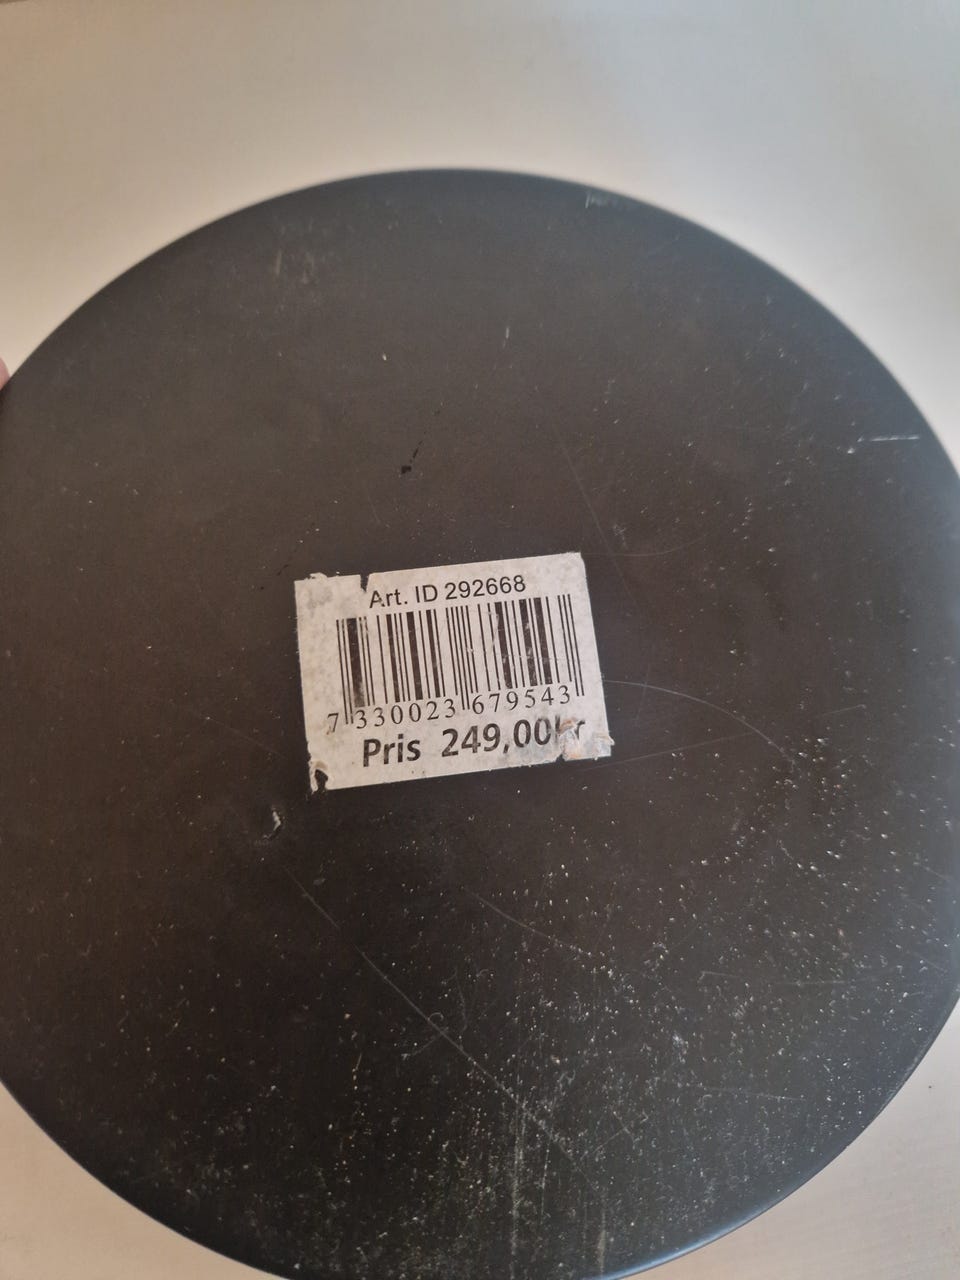 Art. ID 292668
7 330023 679543
Pris 249,00kr